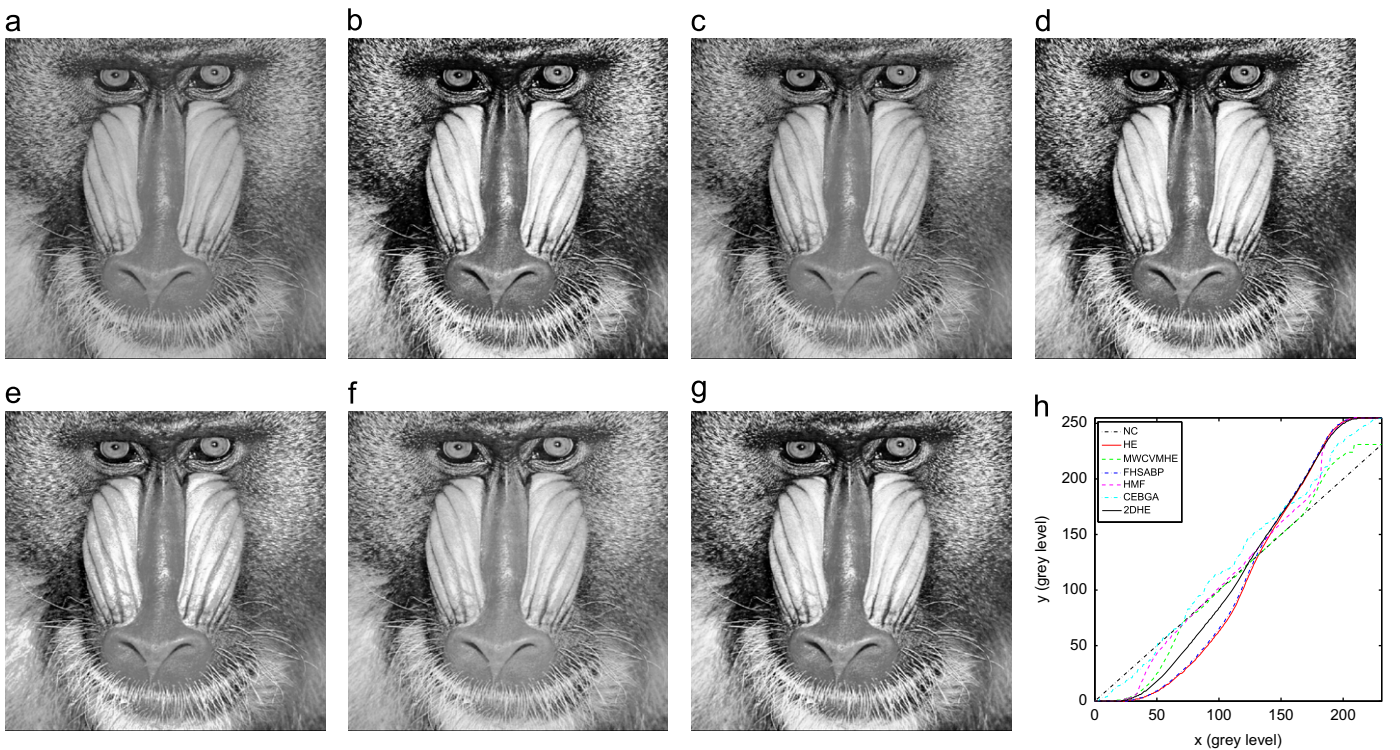 a
b
c
d
e
f
g
h
250
200
150
100
50
0
NC
HE
MWCVMHE
FHSABP
HMF
CEBGA
2DHE
y (grey level)
0 50 100 150 200
x (grey level)